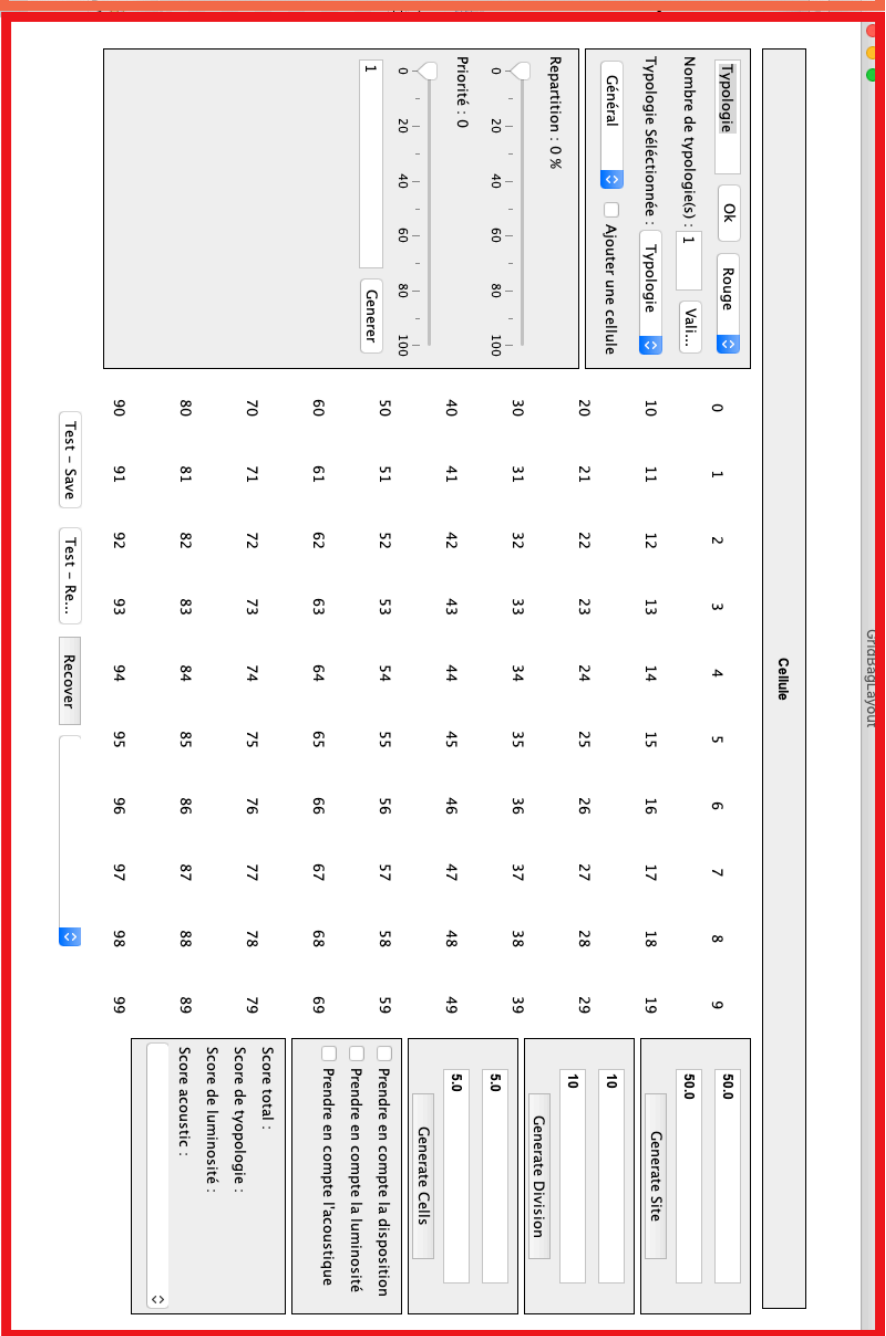 GridBagLayout
Cellule
Typologie Ok Rouge
Nombre de typologie(s) : 1 Vali...
Typologie Séléctionnée : Typologie
Général Ajouter une cellule
Repartition : 0 %
0 20 40 60 80 100
Priorité : 0
0 20 40 60 80 100
1 Generer
0 1 2 3 4 5 6 7 8 9
10 11 12 13 14 15 16 17 18 19
20 21 22 23 24 25 26 27 28 29
30 31 32 33 34 35 36 37 38 39
40 41 42 43 44 45 46 47 48 49
50 51 52 53 54 55 56 57 58 59
60 61 62 63 64 65 66 67 68 69
70 71 72 73 74 75 76 77 78 79
80 81 82 83 84 85 86 87 88 89
90 91 92 93 94 95 96 97 98 99
Test - Save Test - Re... Recover
50.0
50.0
Generate Site
10
10
Generate Division
5.0
5.0
Generate Cells
Prendre en compte la disposition
Prendre en compte la luminosité
Prendre en compte l'acoustique
Score total :
Score de tyopologie :
Score de luminosité :
Score acoustic :